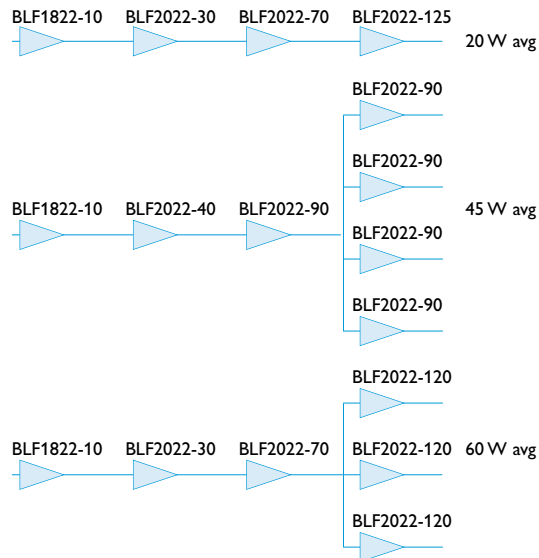 BLF1822-10 BLF2022-30 BLF2022-70 BLF2022-125
20 W avg
BLF2022-90
BLF2022-90
BLF1822-10 BLF2022-40 BLF2022-90 45 W avg
BLF2022-90
BLF2022-90
BLF2022-120
BLF1822-10 BLF2022-30 BLF2022-70 BLF2022-120 60 W avg
BLF2022-120